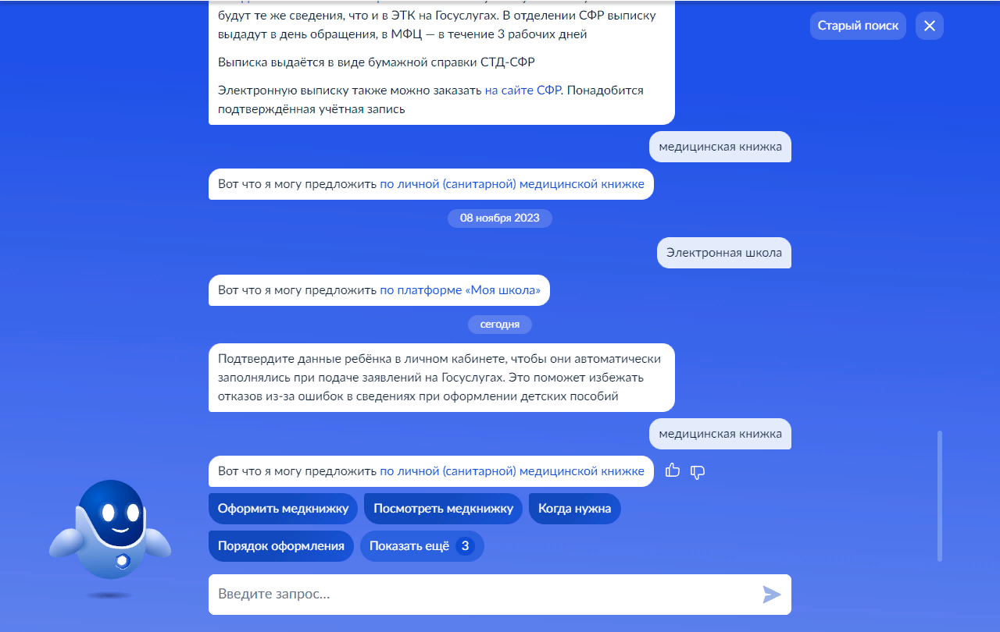 будут те же сведения, что и в ЭТК на Госуслугах. В отделении СФР выписку
выдадут в день обращения, в МФЦ — в течение 3 рабочих дней
Выписка выдаётся в виде бумажной справки СТД-СФР
Электронную выписку также можно заказать на сайте СФР. Понадобится
подтверждённая учётная запись
Старый поиск
медицинская книжка
Вот что я могу предложить по личной (санитарной) медицинской книжке
08 ноября 2023
Электронная школа
Вот что я могу предложить по платформе «Моя школа»
сегодня
Подтвердите данные ребёнка в личном кабинете, чтобы они автоматически
заполнялись при подаче заявлений на Госуслугах. Это поможет избежать
отказов из-за ошибок в сведениях при оформлении детских пособий
медицинская книжка
Вот что я могу предложить по личной (санитарной) медицинской книжке
Оформить медкнижку Посмотреть медкнижку Когда нужна
Порядок оформления Показать ещё 3
Введите запрос...